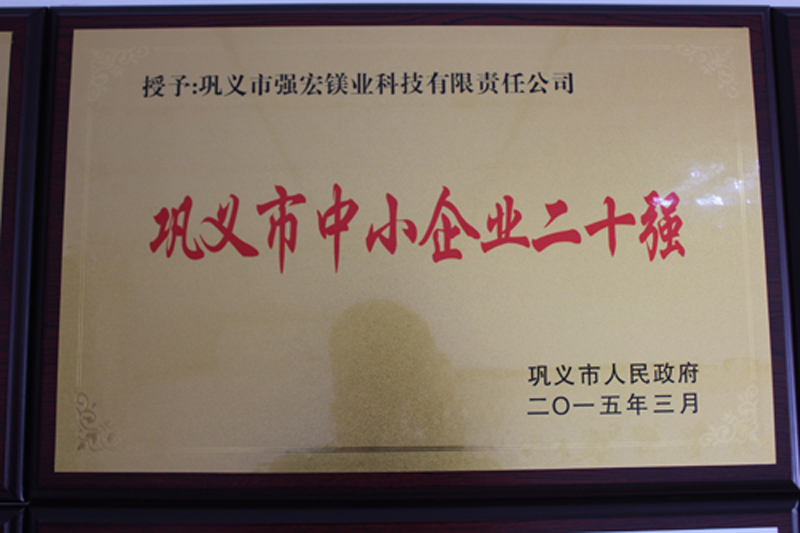 授予:巩义市强宏镁业科技有限责任公司
巩义市中小企业二十强
巩义市人民政府
二〇一五年三月